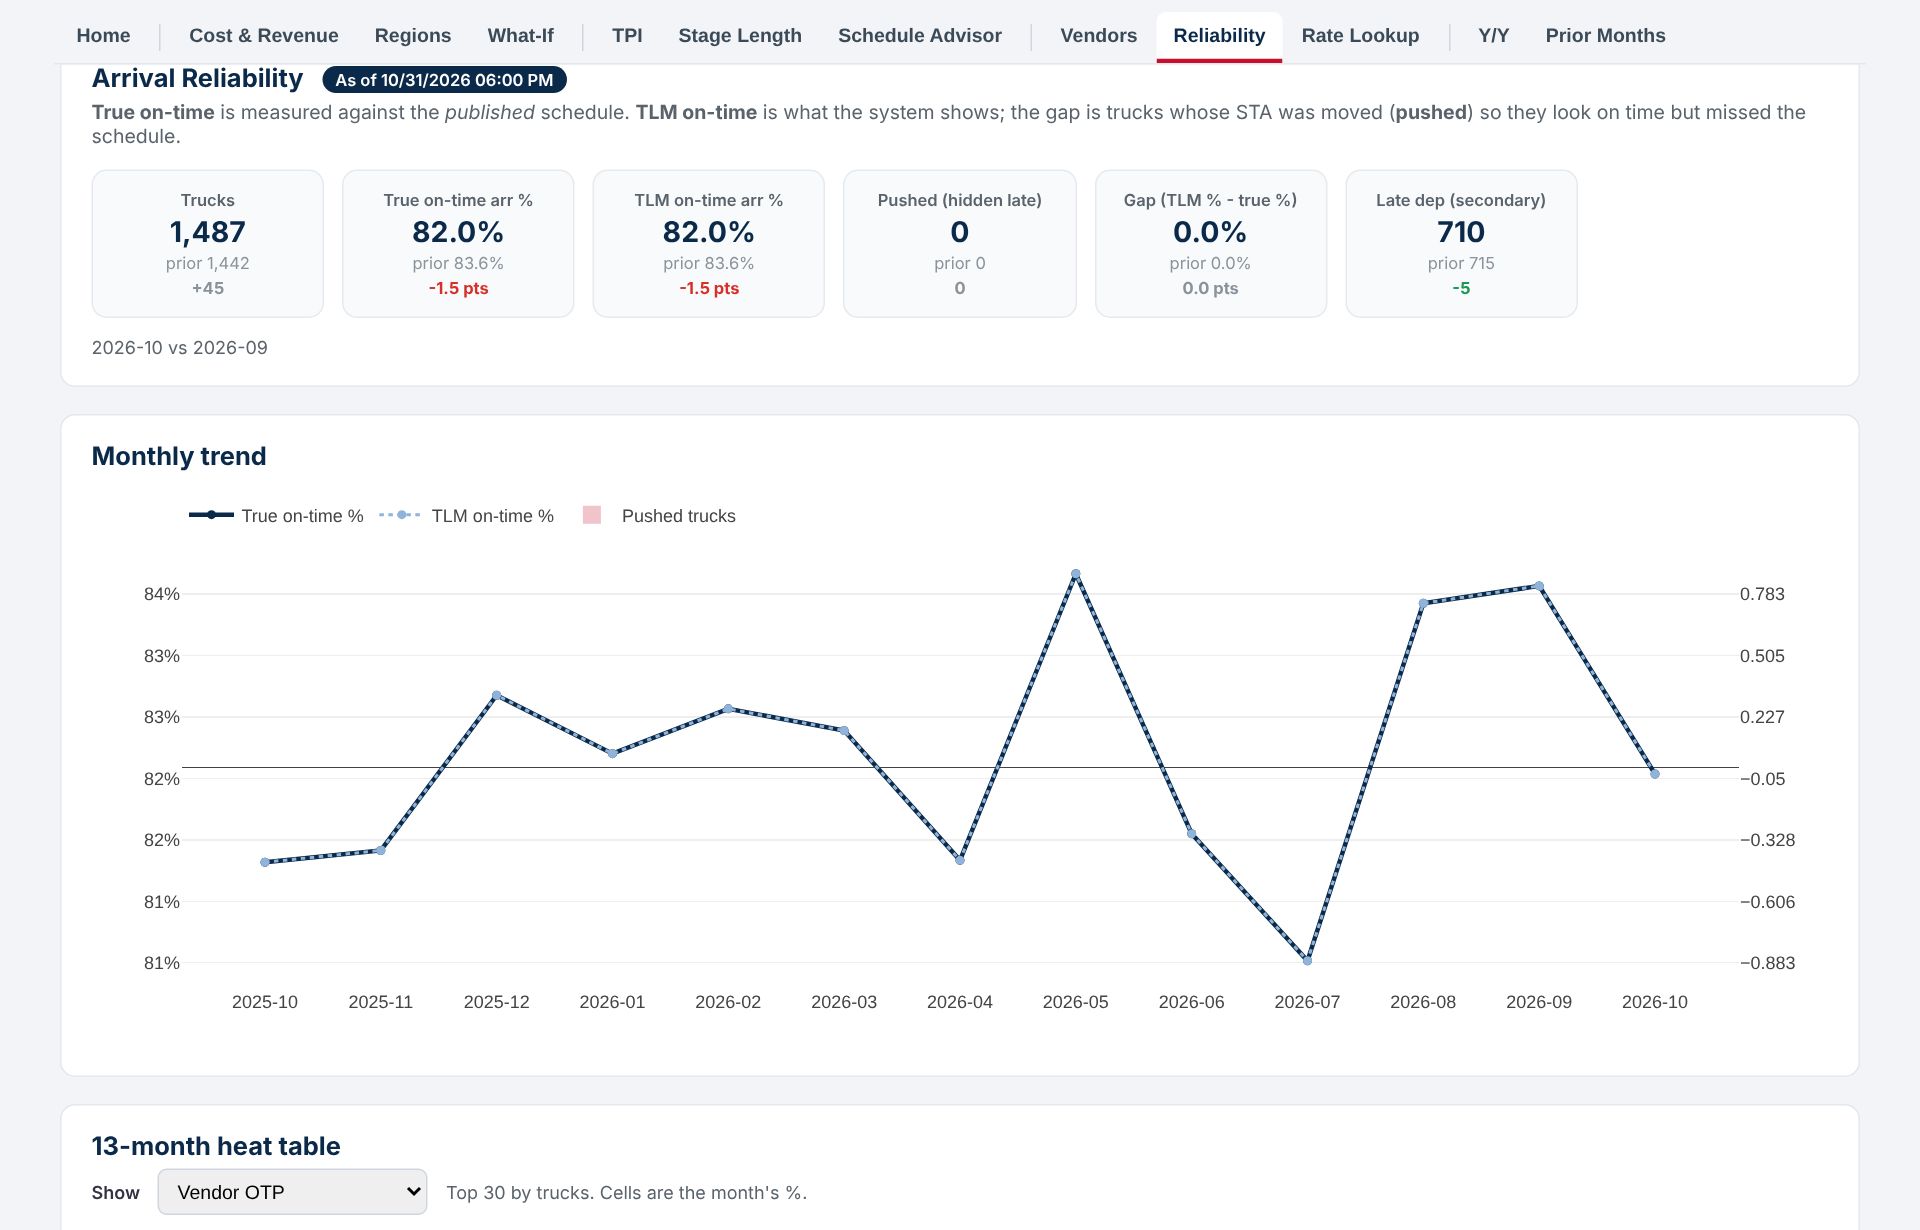 Home Cost & Revenue Regions What-If TPI Stage Length Schedule Advisor Vendors Reliability Rate Lookup Y/Y Prior Months
Arrival Reliability As of 10/31/2026 06:00 PM
True on-time is measured against the published schedule. TLM on-time is what the system shows; the gap is trucks whose STA was moved (pushed) so they look on time but missed the
schedule.
Trucks
1,487
prior 1,442
+45
True on-time arr %
82.0%
prior 83.6%
-1.5 pts
TLM on-time arr %
82.0%
prior 83.6%
-1.5 pts
Pushed (hidden late)
0
prior 0
0
Gap (TLM % - true %)
0.0%
prior 0.0%
0.0 pts
Late dep (secondary)
710
prior 715
-5
2026-10 vs 2026-09
Monthly trend
True on-time % TLM on-time % Pushed trucks
84% 0.783
83% 0.505
83% 0.227
82% −0.05
82% −0.328
81% −0.606
81% −0.883
2025-10 2025-11 2025-12 2026-01 2026-02 2026-03 2026-04 2026-05 2026-06 2026-07 2026-08 2026-09 2026-10
13-month heat table
Show Vendor OTP Top 30 by trucks. Cells are the month's %.